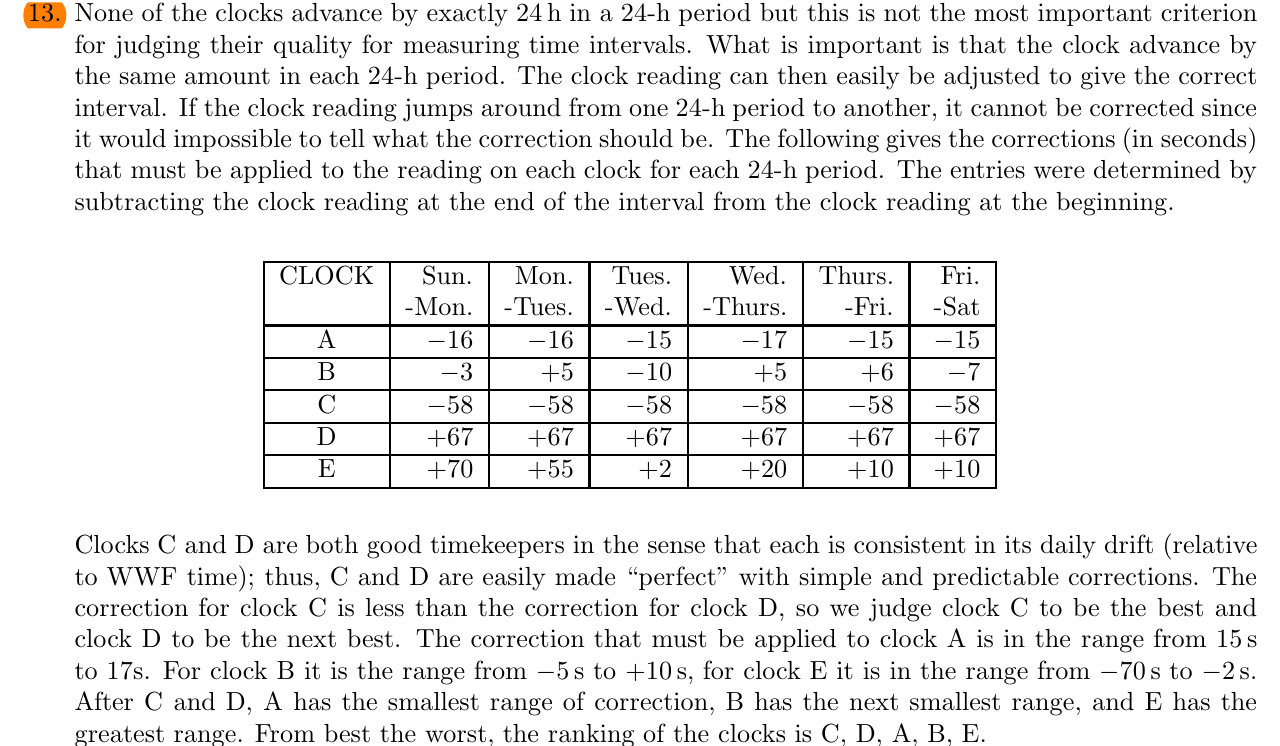 13. None of the clocks advance by exactly 24 h in a 24-h period but this is not the most important criterion
for judging their quality for measuring time intervals. What is important is that the clock advance by
the same amount in each 24-h period. The clock reading can then easily be adjusted to give the correct
interval. If the clock reading jumps around from one 24-h period to another, it cannot be corrected since
it would impossible to tell what the correction should be. The following gives the corrections (in seconds)
that must be applied to the reading on each clock for each 24-h period. The entries were determined by
subtracting the clock reading at the end of the interval from the clock reading at the beginning.
CLOCK Sun. Mon. Tues. Wed. Thurs. Fri.
-Mon. -Tues. -Wed. -Thurs. -Fri. -Sat
A −16 −16 −15 −17 −15 −15
B −3 +5 −10 +5 +6 −7
C −58 −58 −58 −58 −58 −58
D +67 +67 +67 +67 +67 +67
E +70 +55 +2 +20 +10 +10
Clocks C and D are both good timekeepers in the sense that each is consistent in its daily drift (relative
to WWF time); thus, C and D are easily made “perfect” with simple and predictable corrections. The
correction for clock C is less than the correction for clock D, so we judge clock C to be the best and
clock D to be the next best. The correction that must be applied to clock A is in the range from 15 s
to 17s. For clock B it is the range from −5 s to +10 s, for clock E it is in the range from −70 s to −2 s.
After C and D, A has the smallest range of correction, B has the next smallest range, and E has the
greatest range. From best the worst, the ranking of the clocks is C, D, A, B, E.